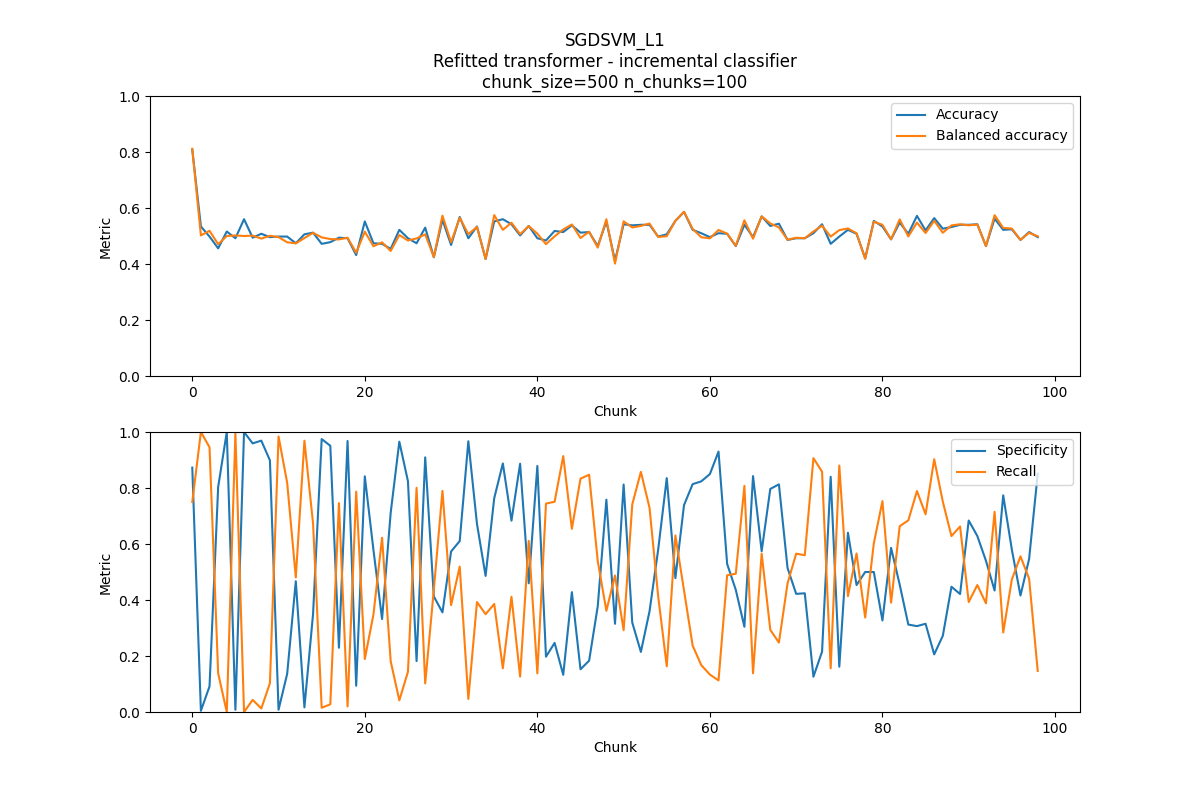 SGDSVM_L1
Refitted transformer - incremental classifier
chunk_size=500 n_chunks=100
1.0
0.8
0.6
0.4
0.2
0.0
Metric
Accuracy
Balanced accuracy
0 20 40 60 80 100
Chunk
1.0
0.8
0.6
0.4
0.2
0.0
Metric
Specificity
Recall
0 20 40 60 80 100
Chunk